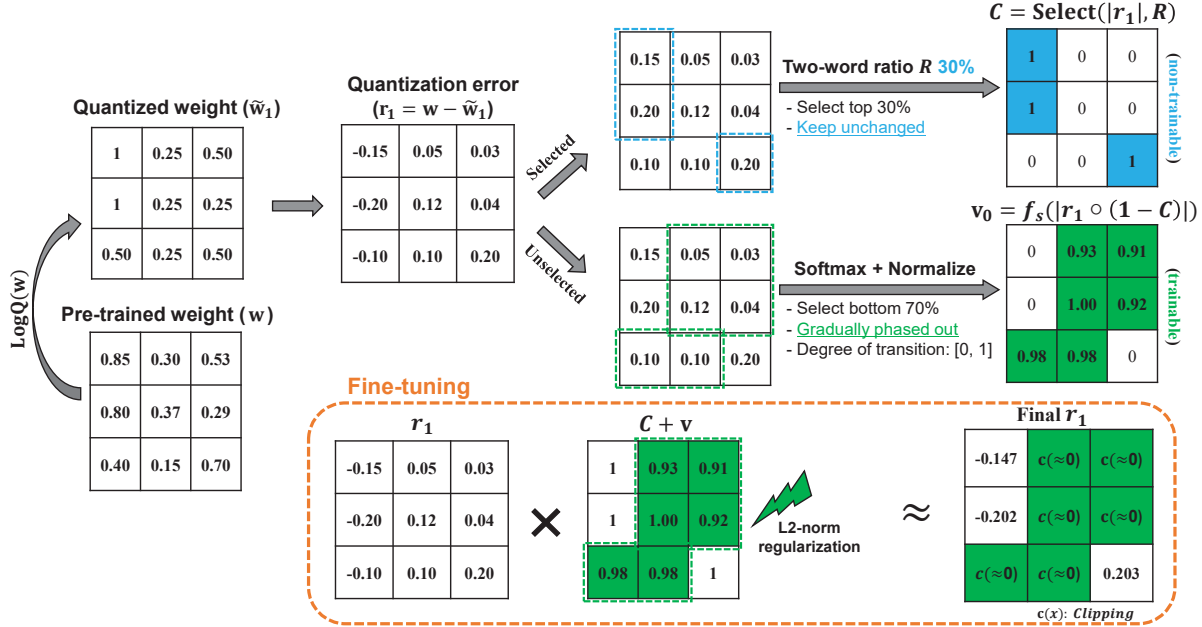 Quantized weight (w̃₁)
1 0.25 0.50
1 0.25 0.25
0.50 0.25 0.50
LogQ(w)
Pre-trained weight (w)
0.85 0.30 0.53
0.80 0.37 0.29
0.40 0.15 0.70
Quantization error
(r₁ = w − w̃₁)
-0.15 0.05 0.03
-0.20 0.12 0.04
-0.10 0.10 0.20
Selected
Unselected
0.15 0.05 0.03
0.20 0.12 0.04
0.10 0.10 0.20
Two-word ratio R 30%
- Select top 30%
- Keep unchanged
C = Select(|r₁|, R)
1 0 0
1 0 0
0 0 1
(non-trainable)
0.15 0.05 0.03
0.20 0.12 0.04
0.10 0.10 0.20
Softmax + Normalize
- Select bottom 70%
- Gradually phased out
- Degree of transition: [0, 1]
v₀ = fₛ(|r₁ ∘ (1 − C)|)
0 0.93 0.91
0 1.00 0.92
0.98 0.98 0
(trainable)
Fine-tuning
r₁
-0.15 0.05 0.03
-0.20 0.12 0.04
-0.10 0.10 0.20
×
C + v
1 0.93 0.91
1 1.00 0.92
0.98 0.98 1
L2-norm
regularization
≈
Final r₁
-0.147 c(≈0) c(≈0)
-0.202 c(≈0) c(≈0)
c(≈0) c(≈0) 0.203
c(x): Clipping